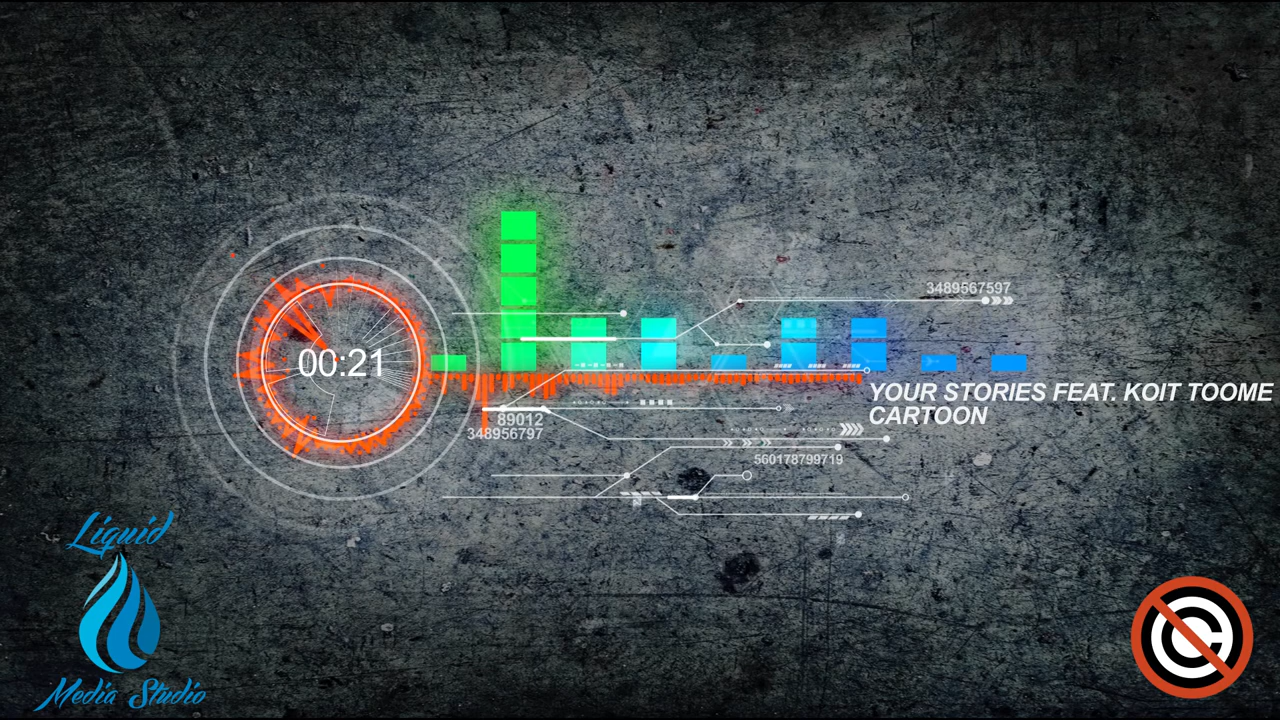 3489567597
00:21
YOUR STORIES FEAT. KOIT TOOME
CARTOON
89012
348956797
560178799719
Liquid
Media Studio